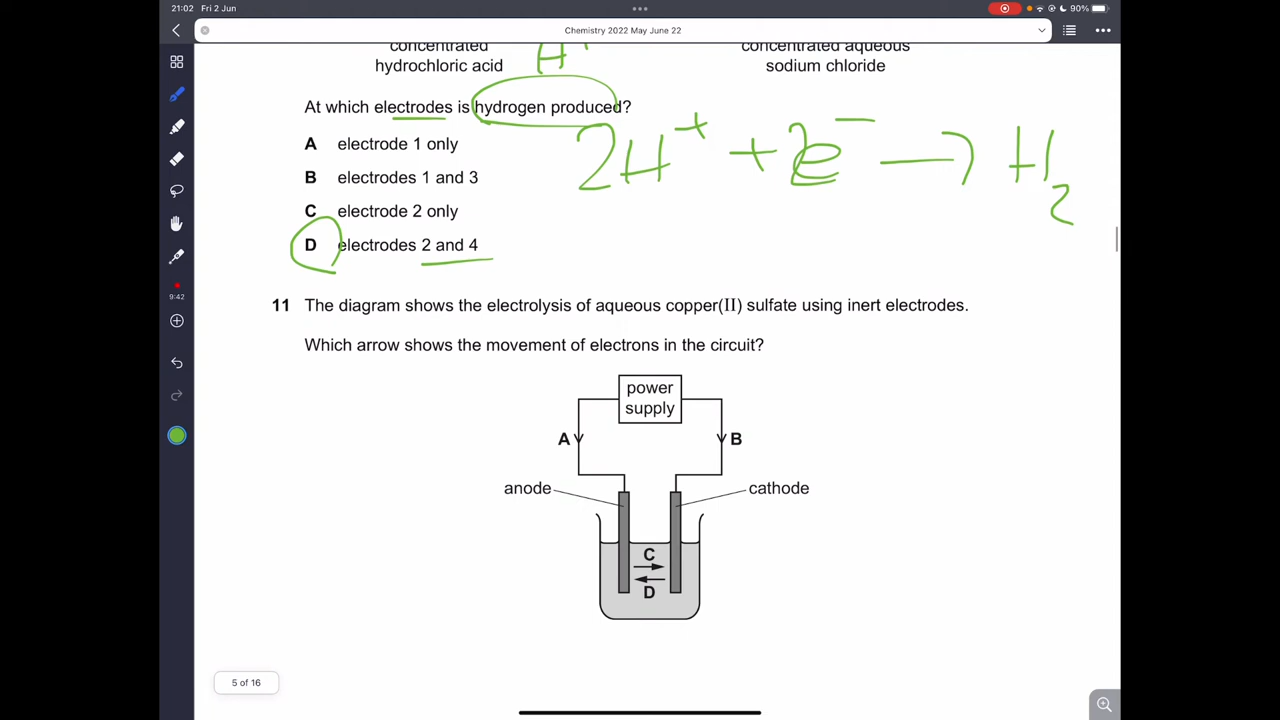 21:02 Fri 2 Jun
90%
Chemistry 2022 May June 22
concentrated
hydrochloric acid
H+
concentrated aqueous
sodium chloride
At which electrodes is hydrogen produced?
2H+ + 2e- → H2
A electrode 1 only
B electrodes 1 and 3
C electrode 2 only
D electrodes 2 and 4
9:42
11 The diagram shows the electrolysis of aqueous copper(II) sulfate using inert electrodes.
Which arrow shows the movement of electrons in the circuit?
power
supply
A
B
anode
cathode
C
D
5 of 16